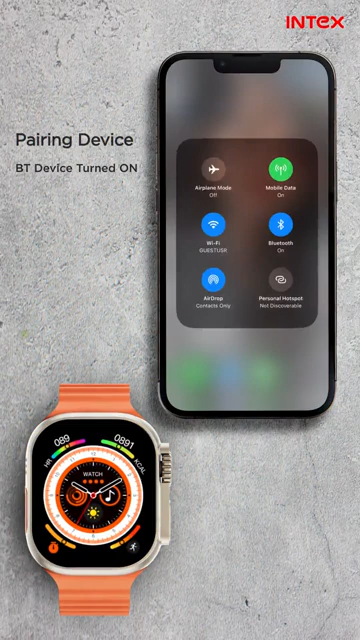 INTEX
Pairing Device
BT Device Turned ON
Airplane Mode
Off
Mobile Data
On
Wi-Fi
GUESTUSR
Bluetooth
On
AirDrop
Contacts Only
Personal Hotspot
Not Discoverable
089
0891
HR
KCAL
WATCH